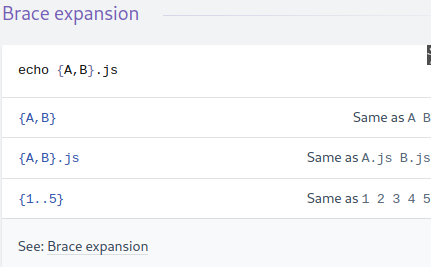 Brace expansion
echo {A,B}.js
{A,B} Same as A B
{A,B}.js Same as A.js B.js
{1..5} Same as 1 2 3 4 5
See: Brace expansion